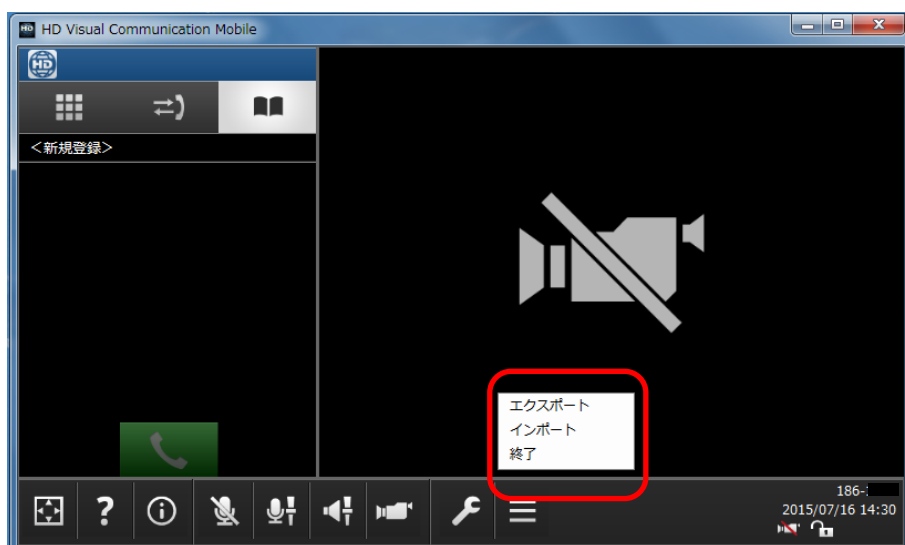 HD Visual Communication Mobile
HD
<新規登録>
エクスポート
インポート
終了
?
186-
2015/07/16 14:30